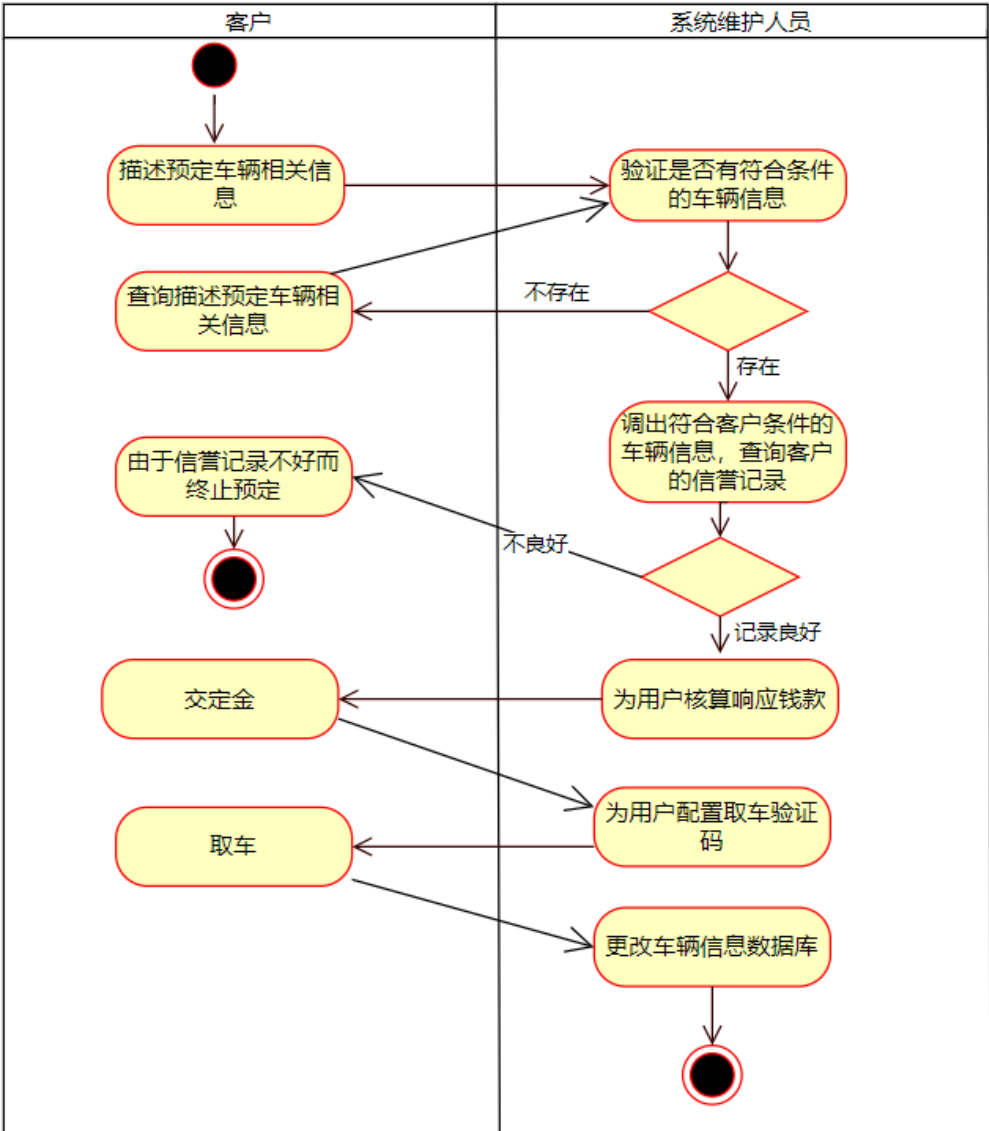 客户
系统维护人员
描述预定车辆相关信
息
验证是否有符合条件
的车辆信息
查询描述预定车辆相
关信息
不存在
存在
调出符合客户条件的
车辆信息，查询客户
的信誉记录
由于信营记录不好而
终止预定
不良好
记录良好
交定金
为用户核算响应钱款
为用户配置取车验证
码
取车
更改车辆信息数据库